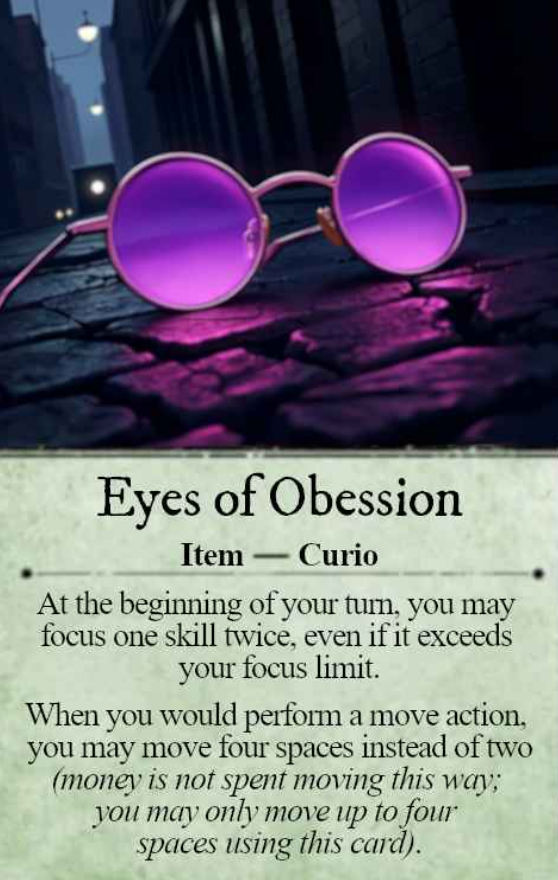 Eyes of Obession
Item — Curio
At the beginning of your turn, you may
focus one skill twice, even if it exceeds
your focus limit.
When you would perform a move action,
you may move four spaces instead of two
(money is not spent moving this way;
you may only move up to four
spaces using this card).